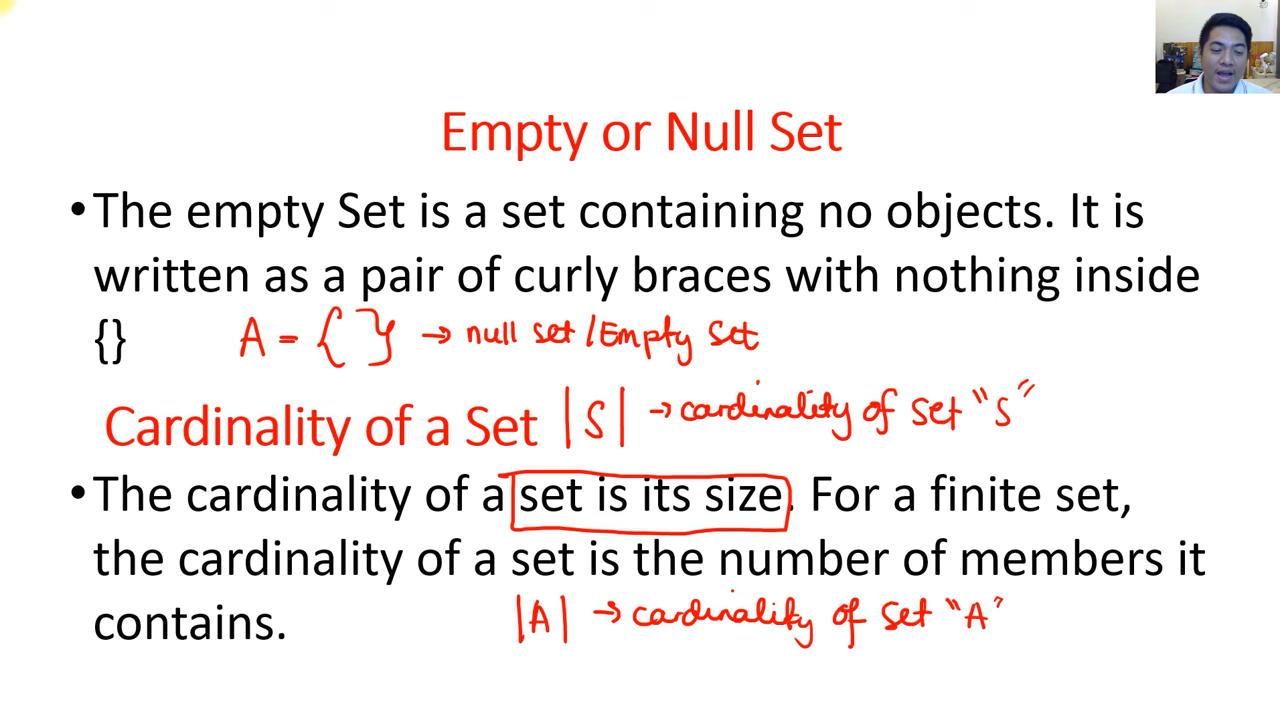 Empty or Null Set
•The empty Set is a set containing no objects. It is
written as a pair of curly braces with nothing inside
{} A = { } → null set / Empty Set
Cardinality of a Set |S| → cardinality of Set "S"
•The cardinality of a set is its size. For a finite set,
the cardinality of a set is the number of members it
contains. |A| → cardinality of Set "A"